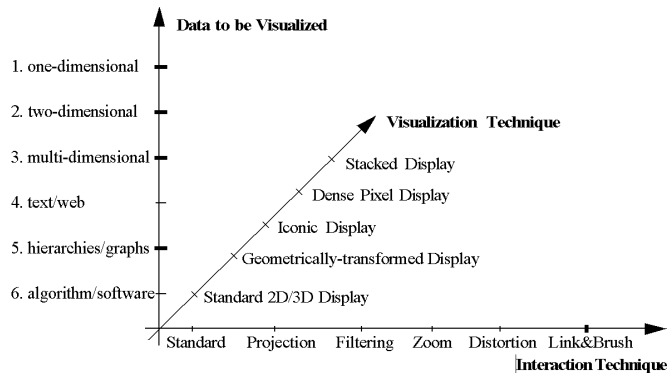 Data to be Visualized
1. one-dimensional
2. two-dimensional
Visualization Technique
3. multi-dimensional
Stacked Display
Dense Pixel Display
4. text/web
Iconic Display
5. hierarchies/graphs
Geometrically-transformed Display
6. algorithm/software
Standard 2D/3D Display
Standard Projection Filtering Zoom Distortion Link&Brush
Interaction Technique